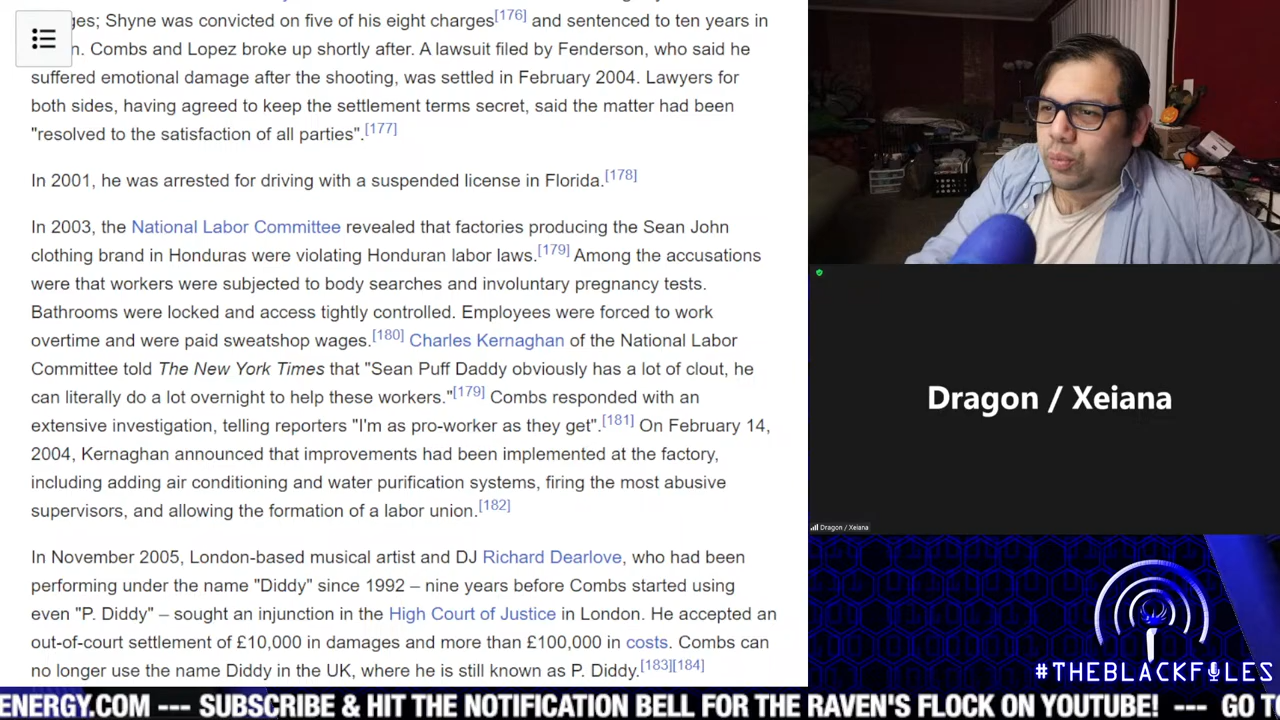 ges; Shyne was convicted on five of his eight charges[176] and sentenced to ten years in
n. Combs and Lopez broke up shortly after. A lawsuit filed by Fenderson, who said he
suffered emotional damage after the shooting, was settled in February 2004. Lawyers for
both sides, having agreed to keep the settlement terms secret, said the matter had been
"resolved to the satisfaction of all parties".[177]
In 2001, he was arrested for driving with a suspended license in Florida.[178]
In 2003, the National Labor Committee revealed that factories producing the Sean John
clothing brand in Honduras were violating Honduran labor laws.[179] Among the accusations
were that workers were subjected to body searches and involuntary pregnancy tests.
Bathrooms were locked and access tightly controlled. Employees were forced to work
overtime and were paid sweatshop wages.[180] Charles Kernaghan of the National Labor
Committee told The New York Times that "Sean Puff Daddy obviously has a lot of clout, he
can literally do a lot overnight to help these workers."[179] Combs responded with an
extensive investigation, telling reporters "I'm as pro-worker as they get".[181] On February 14,
2004, Kernaghan announced that improvements had been implemented at the factory,
including adding air conditioning and water purification systems, firing the most abusive
supervisors, and allowing the formation of a labor union.[182]
In November 2005, London-based musical artist and DJ Richard Dearlove, who had been
performing under the name "Diddy" since 1992 – nine years before Combs started using
even "P. Diddy" – sought an injunction in the High Court of Justice in London. He accepted an
out-of-court settlement of £10,000 in damages and more than £100,000 in costs. Combs can
no longer use the name Diddy in the UK, where he is still known as P. Diddy.[183][184]
Dragon / Xeiana
Dragon / Xeiana
#THEBLACKFILES
ENERGY.COM --- SUBSCRIBE & HIT THE NOTIFICATION BELL FOR THE RAVEN'S FLOCK ON YOUTUBE! --- GO T